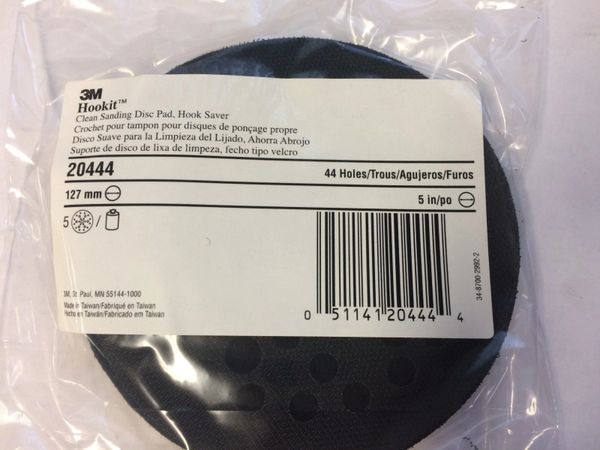 3M
Hookit™
Clean Sanding Disc Pad, Hook Saver
Crochet pour tampon pour disques de ponçage propre
Disco Suave para la Limpieza del Lijado, Ahorra Abrojo
Suporte de disco de lixa de limpeza, fecho tipo velcro
20444 44 Holes/Trous/Agujeros/Furos
127 mm 5 in/po
5 /
3M, St. Paul, MN 55144-1000
Made in Taiwan/Fabriqué en Taiwan
Hecho en Taiwán/Fabricado em Taiwan
0 51141 20444 4
34-8700-2992-2